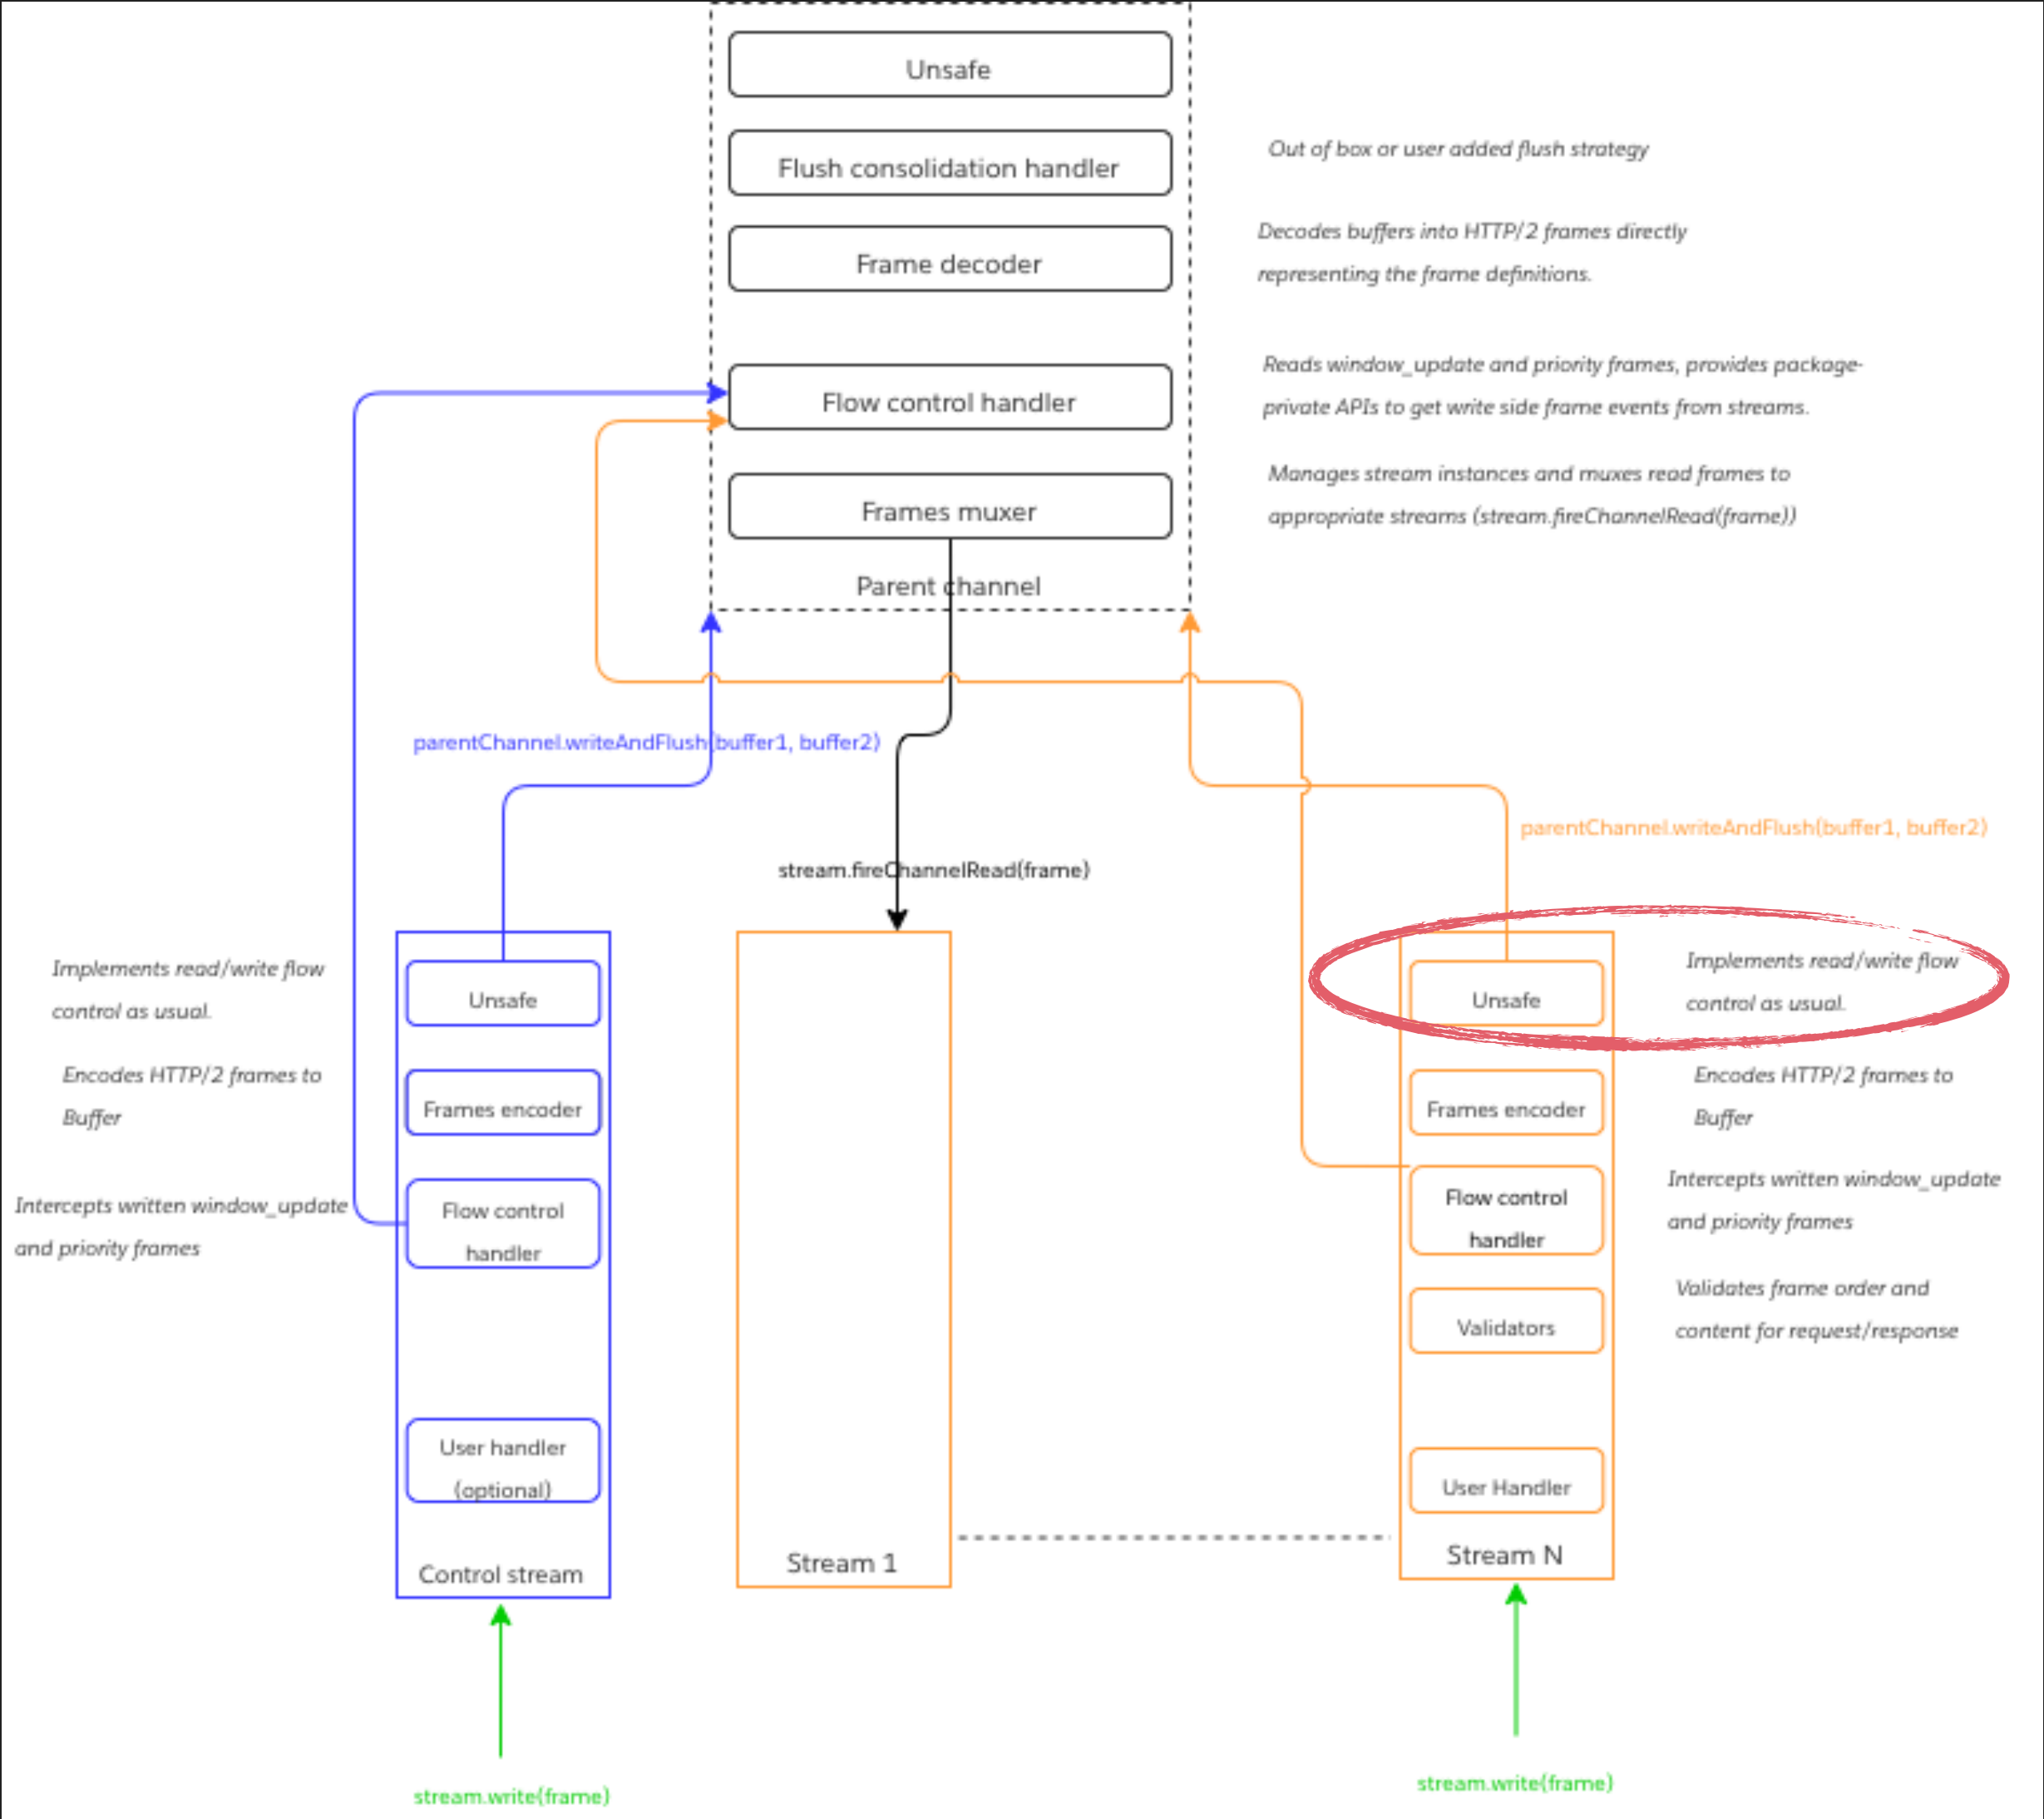 Unsafe
Flush consolidation handler
Out of box or user added flush strategy
Frame decoder
Decodes buffers into HTTP/2 frames directly
representing the frame definitions.
Flow control handler
Reads window_update and priority frames, provides package-
private APIs to get write side frame events from streams.
Frames muxer
Manages stream instances and muxes read frames to
appropriate streams (stream.fireChannelRead(frame))
Parent channel
parentChannel.writeAndFlush(buffer1, buffer2)
parentChannel.writeAndFlush(buffer1, buffer2)
stream.fireChannelRead(frame)
Implements read/write flow
control as usual.
Unsafe
Encodes HTTP/2 frames to
Buffer
Frames encoder
Intercepts written window_update
and priority frames
Flow control
handler
User handler
(optional)
Control stream
stream.write(frame)
Stream 1
Unsafe
Implements read/write flow
control as usual.
Frames encoder
Encodes HTTP/2 frames to
Buffer
Flow control
handler
Intercepts written window_update
and priority frames
Validators
Validates frame order and
content for request/response
User Handler
Stream N
stream.write(frame)